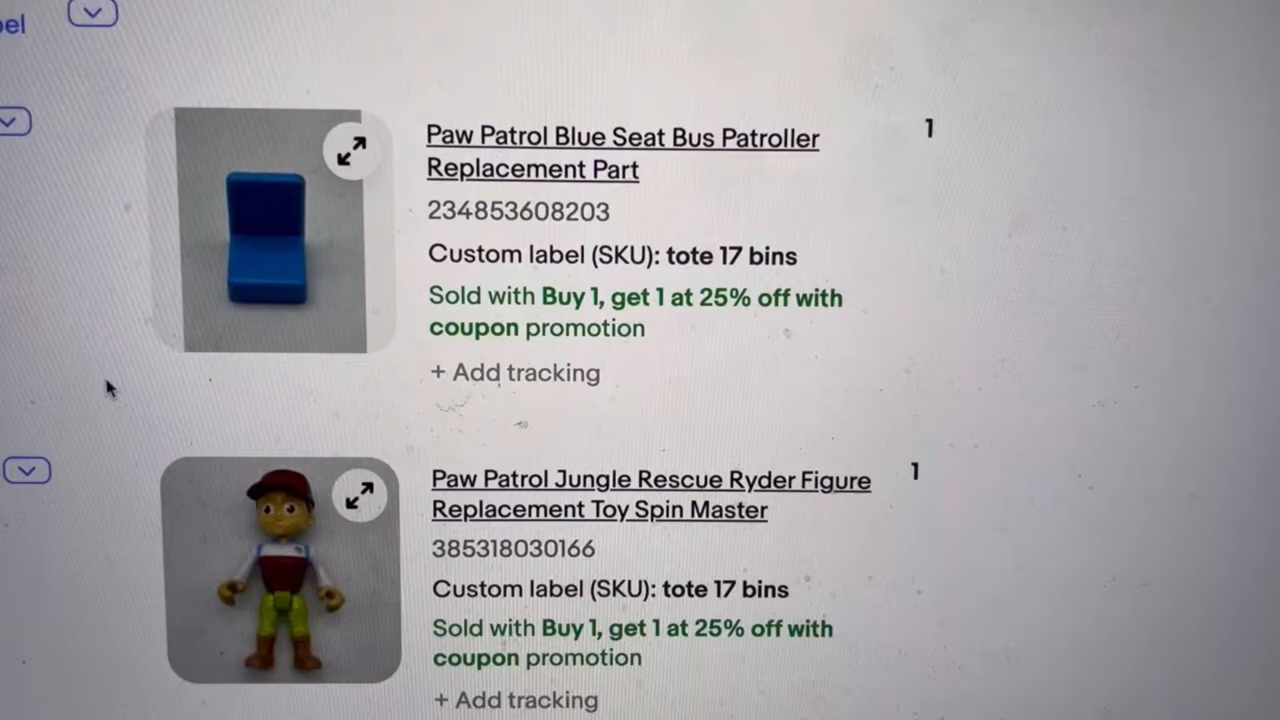 el
Paw Patrol Blue Seat Bus Patroller
Replacement Part
1
234853608203
Custom label (SKU): tote 17 bins
Sold with Buy 1, get 1 at 25% off with
coupon promotion
+ Add tracking
Paw Patrol Jungle Rescue Ryder Figure
Replacement Toy Spin Master
1
385318030166
Custom label (SKU): tote 17 bins
Sold with Buy 1, get 1 at 25% off with
coupon promotion
+ Add tracking